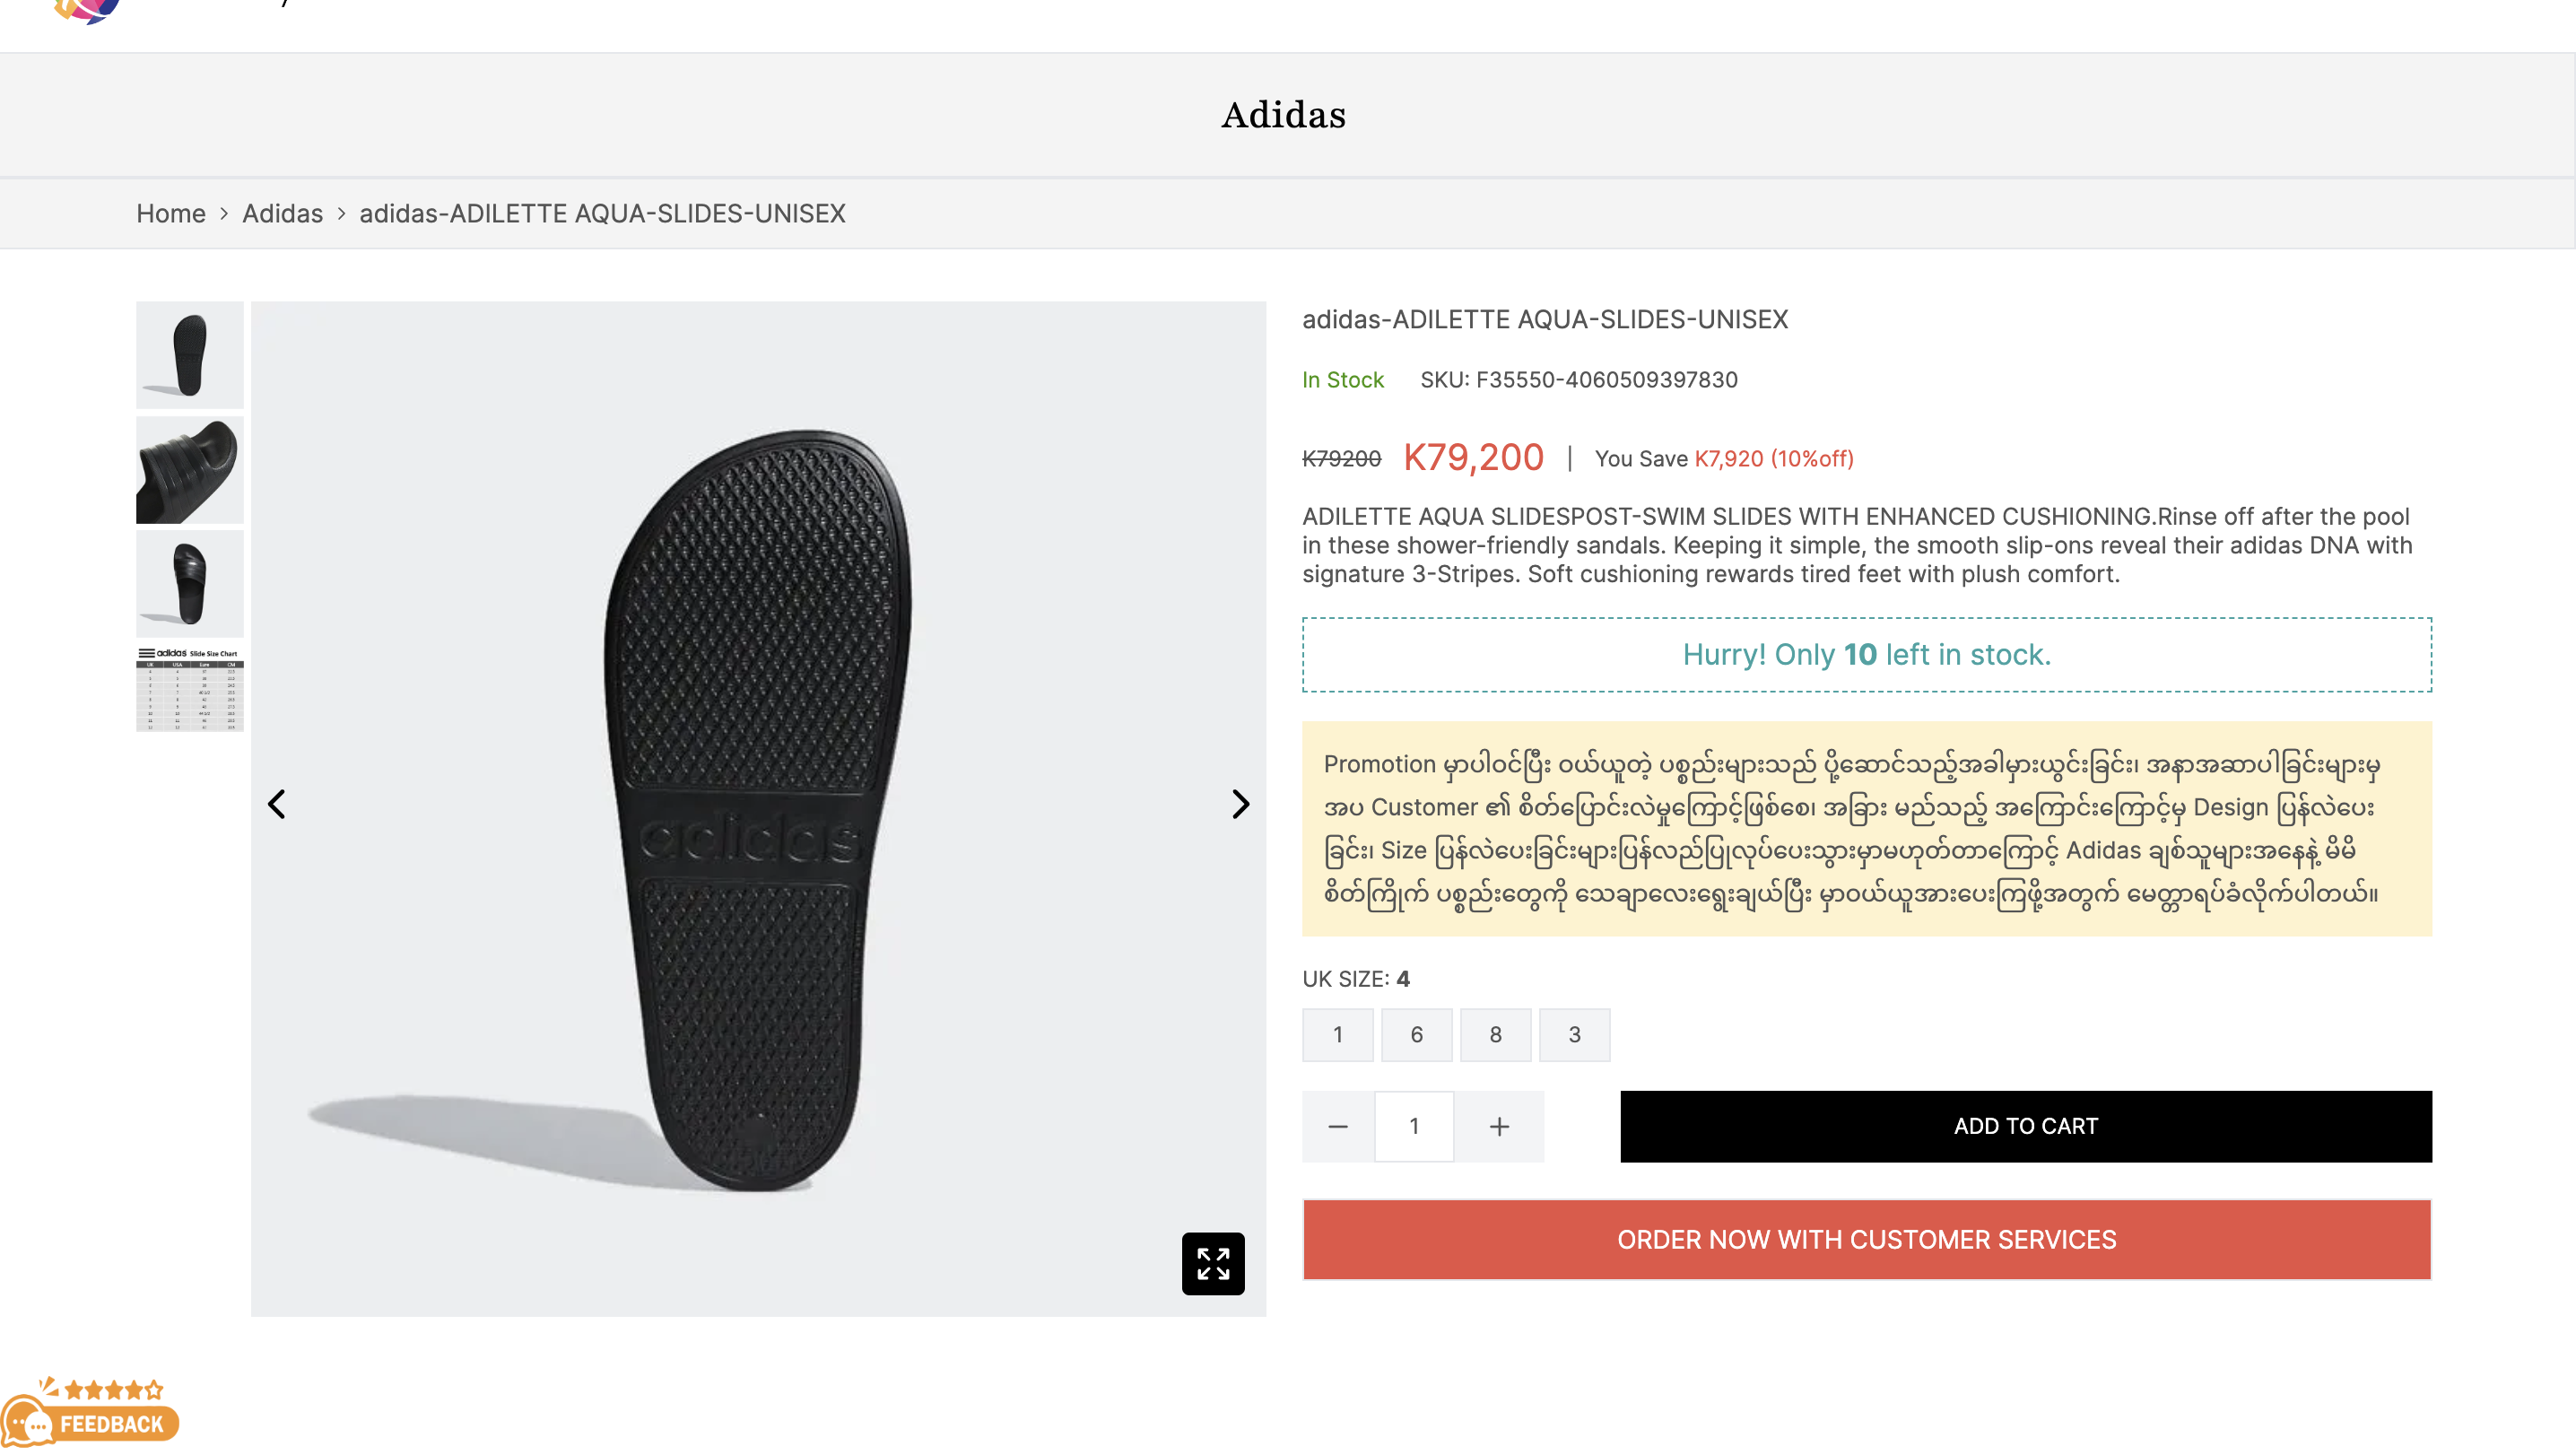 Adidas
Home > Adidas > adidas-ADILETTE AQUA-SLIDES-UNISEX
adidas-ADILETTE AQUA-SLIDES-UNISEX
In Stock SKU: F35550-4060509397830
K79200 K79,200 | You Save K7,920 (10%off)
ADILETTE AQUA SLIDESPOST-SWIM SLIDES WITH ENHANCED CUSHIONING.Rinse off after the pool
in these shower-friendly sandals. Keeping it simple, the smooth slip-ons reveal their adidas DNA with
signature 3-Stripes. Soft cushioning rewards tired feet with plush comfort.
Hurry! Only 10 left in stock.
Promotion မှာပါဝင်ပြီး ဝယ်ယူတဲ့ ပစ္စည်းများသည် ပို့ဆောင်သည့်အခါမှားယွင်းခြင်း၊ အနာအဆာပါခြင်းများမှ
အပ Customer ၏ စိတ်ပြောင်းလဲမှုကြောင့်ဖြစ်စေ၊ အခြား မည်သည့် အကြောင်းကြောင့်မှ Design ပြန်လဲပေး
ခြင်း၊ Size ပြန်လဲပေးခြင်းများပြန်လည်ပြုလုပ်ပေးသွားမှာမဟုတ်တာကြောင့် Adidas ချစ်သူများအနေနဲ့ မိမိ
စိတ်ကြိုက် ပစ္စည်းတွေကို သေချာလေးရွေးချယ်ပြီး မှာဝယ်ယူအားပေးကြဖို့အတွက် မေတ္တာရပ်ခံလိုက်ပါတယ်။
UK SIZE: 4
1 6 8 3
− 1 + ADD TO CART
ORDER NOW WITH CUSTOMER SERVICES
adidas
adidas Slide Size Chart
UK USA Euro CM
FEEDBACK